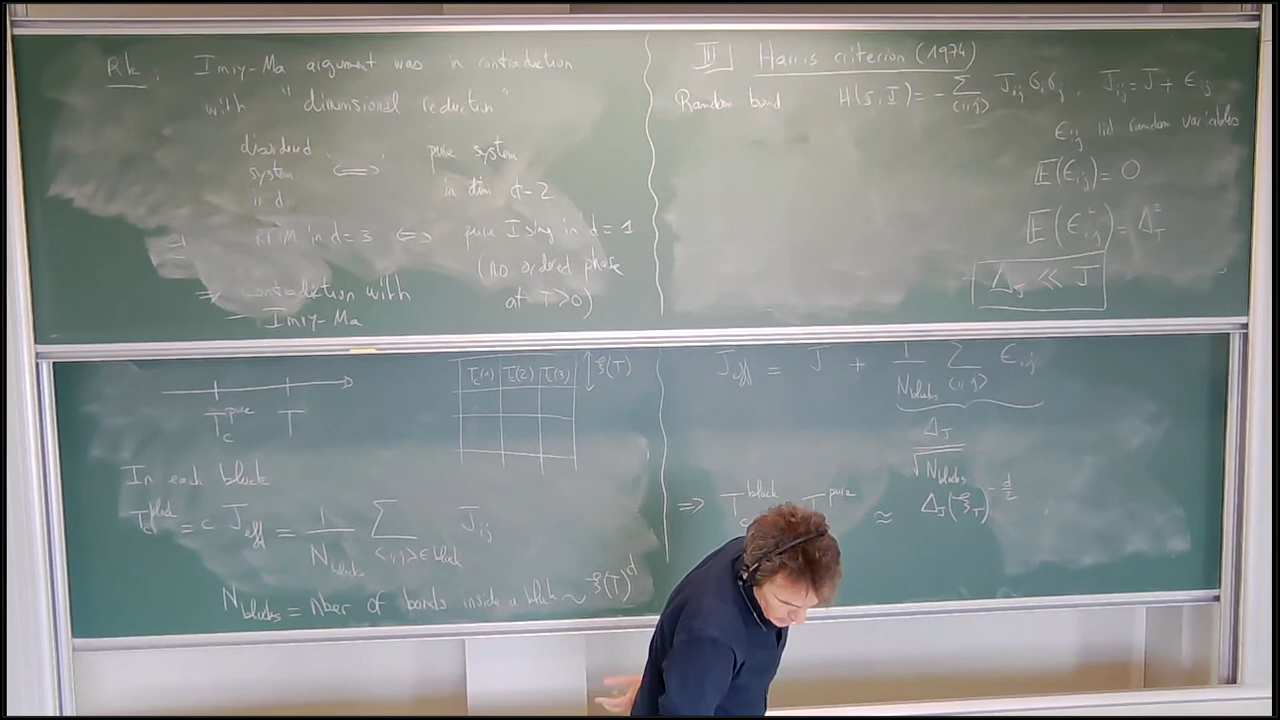 Rk. Imry-Ma argument was in contradiction
with "dimensional reduction"
disordered system in d ⟺ pure system in dim d-2
⇒ RFIM in d=3 ⟺ pure Ising in d=1
(no ordered phase
at T>0)
⇒ contradiction with
Imry-Ma
III] Harris criterion (1974)
Random bond H(σ,J) = -∑_{<i,j>} J_ij σ_i σ_j , J_ij = J + ε_ij
ε_ij iid random variables
E(ε_ij) = 0
E(ε_ij²) = Δ_J²
Δ_J ≪ J
T_c^pure T
T_c(1) T_c(2) T_c(3) ξ(T)
In each block
T_c^block = c J_eff = 1/N_blocks ∑_{<i,j>∈block} J_ij
N_blocks = nber of bonds inside a block ~ ξ(T)^d
J_eff = J + 1/N_blocks ∑_{<i,j>} ε_ij
Δ_J/√N_blocks
⇒ T_c^block T^pure ≈ Δ_J(ξ_T)^{-d/2}